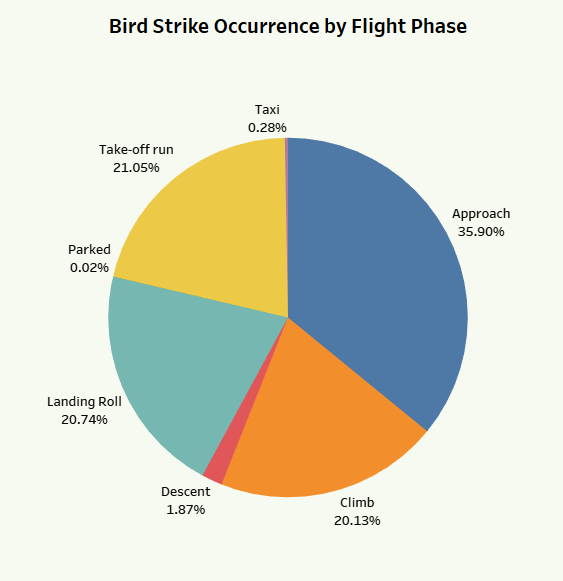 Bird Strike Occurrence by Flight Phase
Taxi
0.28%
Take-off run
21.05%
Approach
35.90%
Parked
0.02%
Landing Roll
20.74%
Descent
1.87%
Climb
20.13%